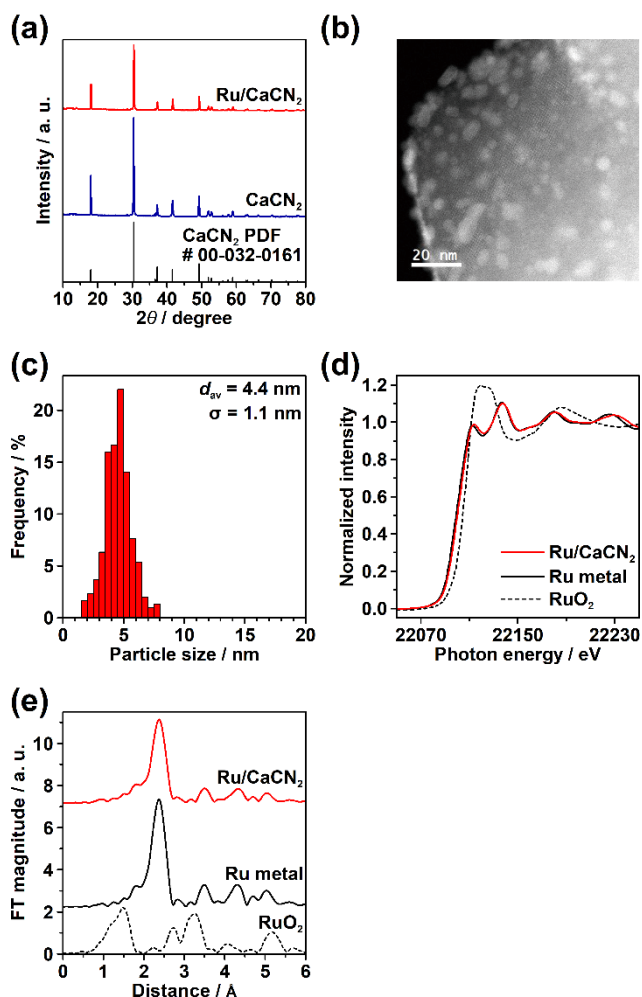 (a)
Intensity / a. u.
Ru/CaCN₂
CaCN₂
CaCN₂ PDF
# 00-032-0161
10 20 30 40 50 60 70 80
2θ / degree
(b)
20 nm
(c)
Frequency / %
20
15
10
5
0
d_av = 4.4 nm
σ = 1.1 nm
0 5 10 15 20
Particle size / nm
(d)
Normalized intensity
1.2
1.0
0.8
0.6
0.4
0.2
0.0
Ru/CaCN₂
Ru metal
RuO₂
22070 22150 22230
Photon energy / eV
(e)
FT magnitude / a. u.
10
8
6
4
2
0
Ru/CaCN₂
Ru metal
RuO₂
0 1 2 3 4 5 6
Distance / Å